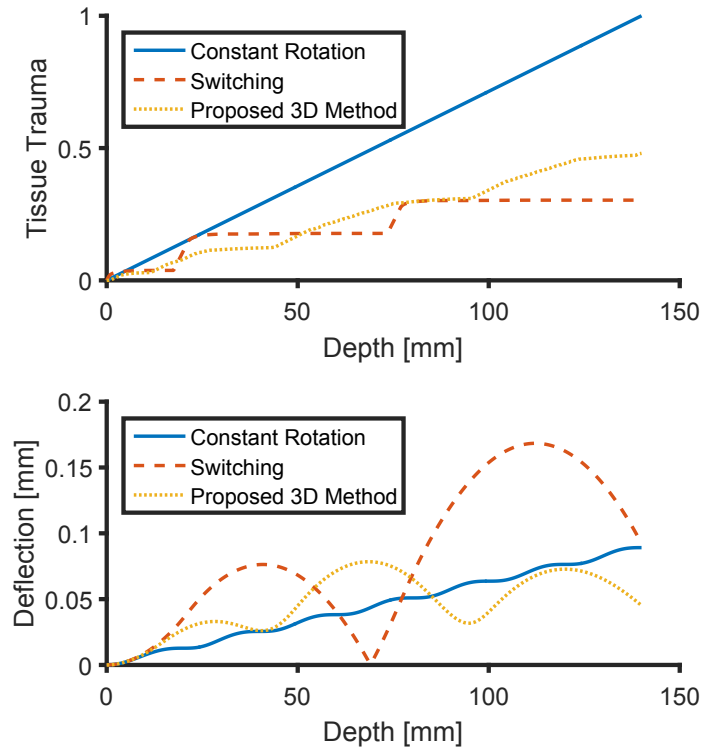 1
Constant Rotation
Switching
Proposed 3D Method
0.5
Tissue Trauma
0
0 50 100 150
Depth [mm]
0.2
Constant Rotation
Switching
0.15
Proposed 3D Method
0.1
Deflection [mm]
0.05
0
0 50 100 150
Depth [mm]